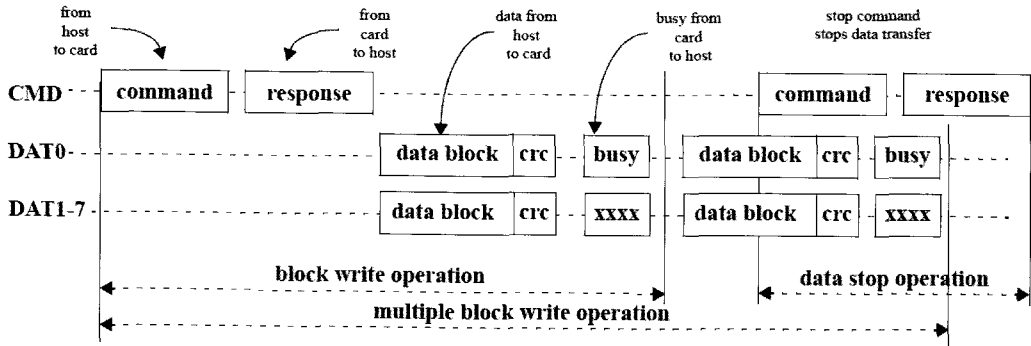 from
host
to card
from
card
to host
data from
host
to card
busy from
card
to host
stop command
stops data transfer
CMD command response command response
DAT0 data block crc busy data block crc busy
DAT1-7 data block crc xxxx data block crc xxxx
block write operation data stop operation
multiple block write operation